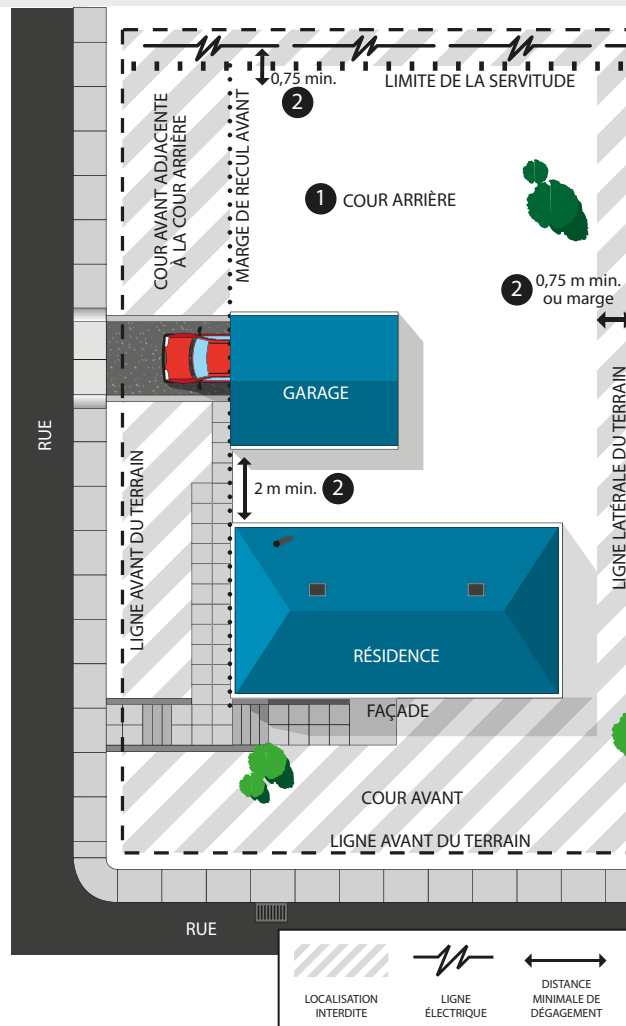 0,75 min.
2
LIMITE DE LA SERVITUDE
COUR AVANT ADJACENTE
À LA COUR ARRIÈRE
MARGE DE RECUL AVANT
1 COUR ARRIÈRE
2 0,75 m min.
ou marge
GARAGE
RUE
2 m min. 2
LIGNE AVANT DU TERRAIN
LIGNE LATÉRALE DU TERRAIN
RÉSIDENCE
FAÇADE
COUR AVANT
LIGNE AVANT DU TERRAIN
RUE
LOCALISATION
INTERDITE
LIGNE
ÉLECTRIQUE
DISTANCE
MINIMALE DE
DÉGAGEMENT